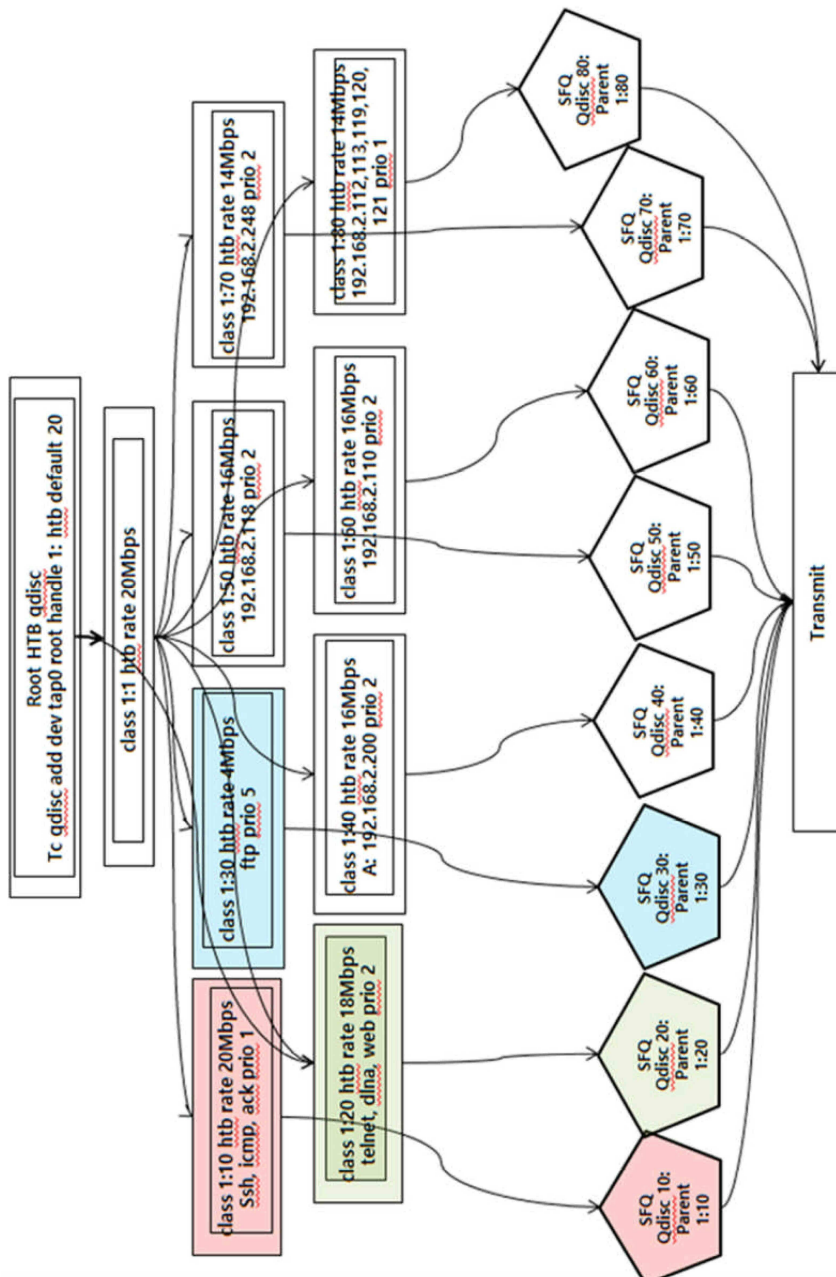 Root HTB qdisc
Tc qdisc add dev tap0 root handle 1: htb default 20
class 1:1 htb rate 20Mbps
class 1:10 htb rate 20Mbps
Ssh, icmp, ack prio 1
class 1:30 htb rate 4Mbps
ftp prio 5
class 1:50 htb rate 16Mbps
192.168.2.118 prio 2
class 1:70 htb rate 14Mbps
192.168.2.248 prio 2
class 1:20 htb rate 18Mbps
telnet, dlna, web prio 2
class 1:40 htb rate 16Mbps
A: 192.168.2.200 prio 2
class 1:60 htb rate 16Mbps
192.168.2.110 prio 2
class 1:80 htb rate 14Mbps
192.168.2.112,113,119,120,
121 prio 1
SFQ
Qdisc 10:
Parent
1:10
SFQ
Qdisc 20:
Parent
1:20
SFQ
Qdisc 30:
Parent
1:30
SFQ
Qdisc 40:
Parent
1:40
SFQ
Qdisc 50:
Parent
1:50
SFQ
Qdisc 60:
Parent
1:60
SFQ
Qdisc 70:
Parent
1:70
SFQ
Qdisc 80:
Parent
1:80
Transmit